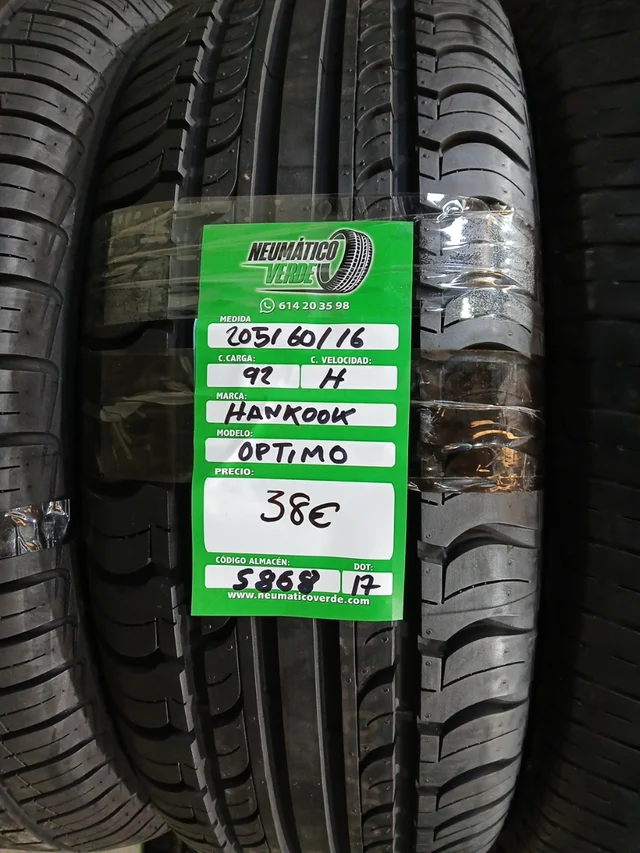 NEUMÁTICO
VERDE
614 20 35 98
MEDIDA
205/60/16
C.CARGA: C. VELOCIDAD:
92 H
MARCA:
HANKOOK
MODELO:
OPTIMO
PRECIO:
38€
CÓDIGO ALMACÉN: DOT:
5868 17
www.neumaticoverde.com